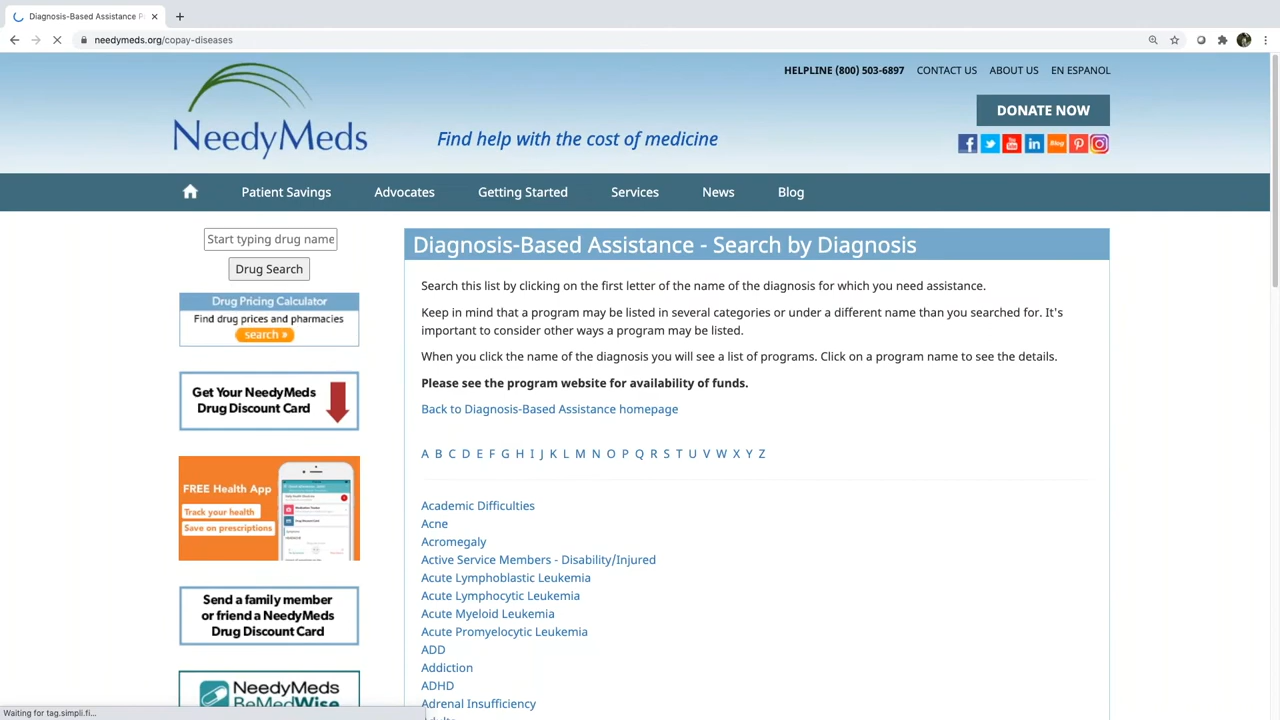 Diagnosis-Based Assistance P
needymeds.org/copay-diseases
HELPLINE (800) 503-6897 CONTACT US ABOUT US EN ESPANOL
DONATE NOW
NeedyMeds
Find help with the cost of medicine
You Tube
in
Blog
Patient Savings Advocates Getting Started Services News Blog
Start typing drug name
Drug Search
Drug Pricing Calculator
Find drug prices and pharmacies
search »
Get Your NeedyMeds
Drug Discount Card
FREE Health App
Track your health
Save on prescriptions
Send a family member
or friend a NeedyMeds
Drug Discount Card
NeedyMeds
BeMedWise
Diagnosis-Based Assistance - Search by Diagnosis
Search this list by clicking on the first letter of the name of the diagnosis for which you need assistance.
Keep in mind that a program may be listed in several categories or under a different name than you searched for. It's
important to consider other ways a program may be listed.
When you click the name of the diagnosis you will see a list of programs. Click on a program name to see the details.
Please see the program website for availability of funds.
Back to Diagnosis-Based Assistance homepage
A B C D E F G H I J K L M N O P Q R S T U V W X Y Z
Academic Difficulties
Acne
Acromegaly
Active Service Members - Disability/Injured
Acute Lymphoblastic Leukemia
Acute Lymphocytic Leukemia
Acute Myeloid Leukemia
Acute Promyelocytic Leukemia
ADD
Addiction
ADHD
Adrenal Insufficiency
Waiting for tag.simpli.fi...